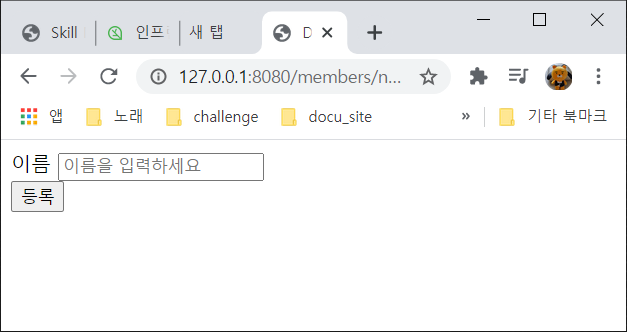 Skill 인프 새 탭 D
127.0.0.1:8080/members/n...
앱 노래 challenge docu_site » 기타 북마크
이름 이름을 입력하세요
등록